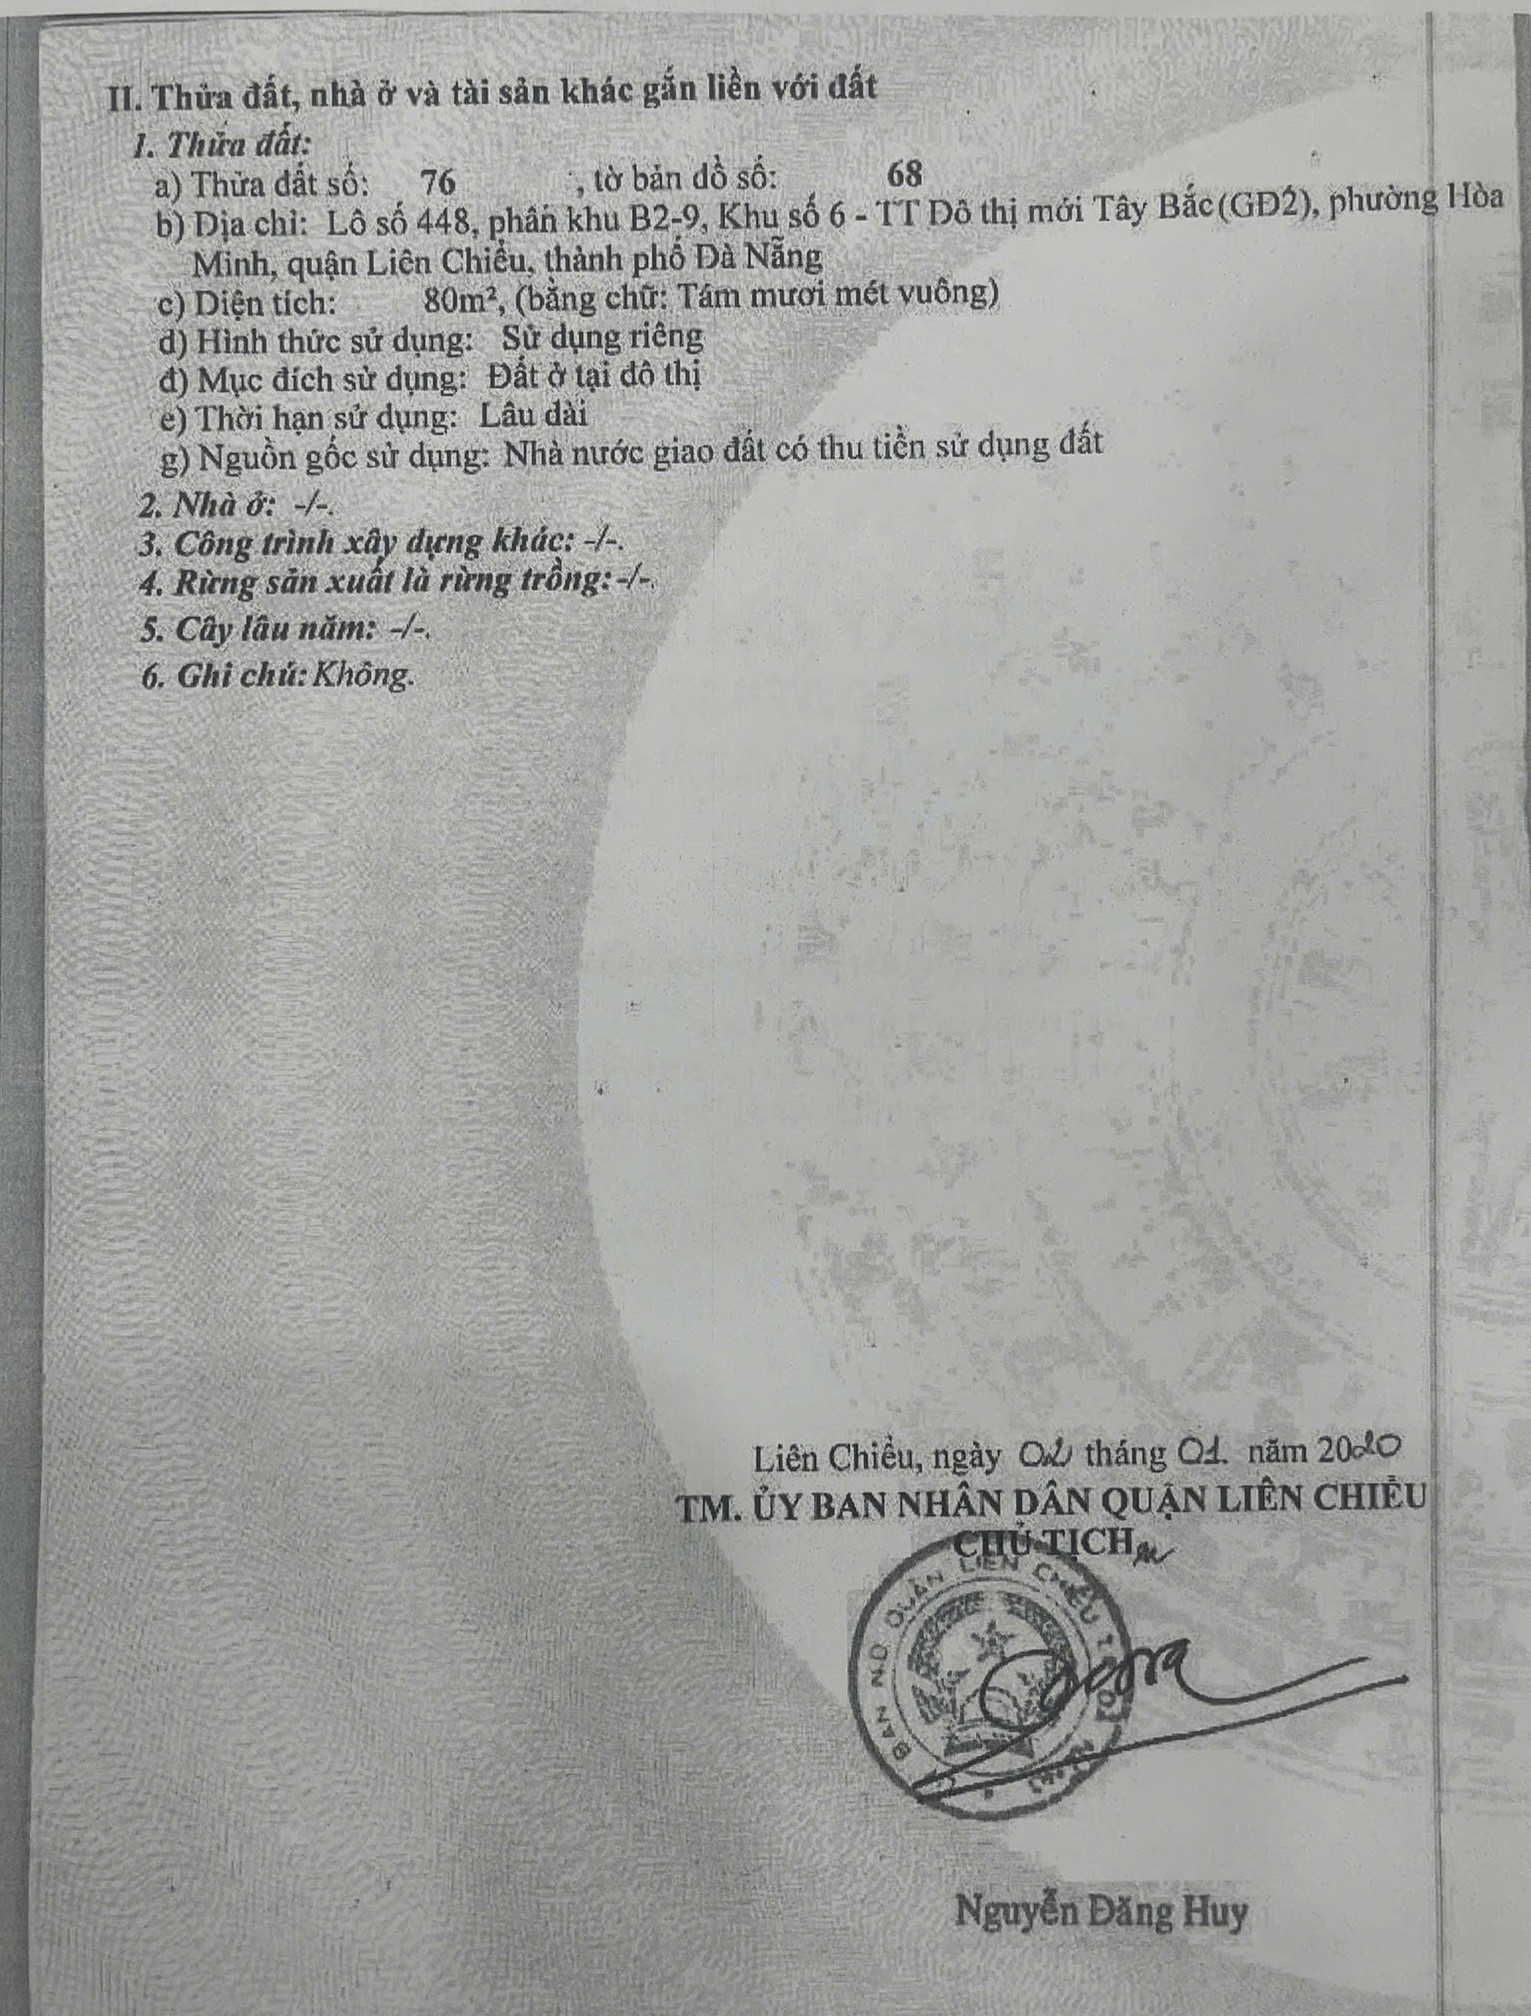 II. Thửa đất, nhà ở và tài sản khác gắn liền với đất
1. Thửa đất:
a) Thửa đất số: 76 , tờ bản đồ số: 68
b) Địa chỉ: Lô số 448, phân khu B2-9, Khu số 6 - TT Đô thị mới Tây Bắc(GĐ2), phường Hòa
Minh, quận Liên Chiểu, thành phố Đà Nẵng
c) Diện tích: 80m², (bằng chữ: Tám mươi mét vuông)
d) Hình thức sử dụng: Sử dụng riêng
đ) Mục đích sử dụng: Đất ở tại đô thị
e) Thời hạn sử dụng: Lâu dài
g) Nguồn gốc sử dụng: Nhà nước giao đất có thu tiền sử dụng đất
2. Nhà ở: -/-.
3. Công trình xây dựng khác: -/-.
4. Rừng sản xuất là rừng trồng: -/-.
5. Cây lâu năm: -/-.
6. Ghi chú: Không.
Liên Chiểu, ngày 02 tháng 01 năm 2020
TM. ỦY BAN NHÂN DÂN QUẬN LIÊN CHIỂU
CHỦ TỊCH
BAN N.D QUẬN LIÊN CHIỂU
Nguyễn Đăng Huy